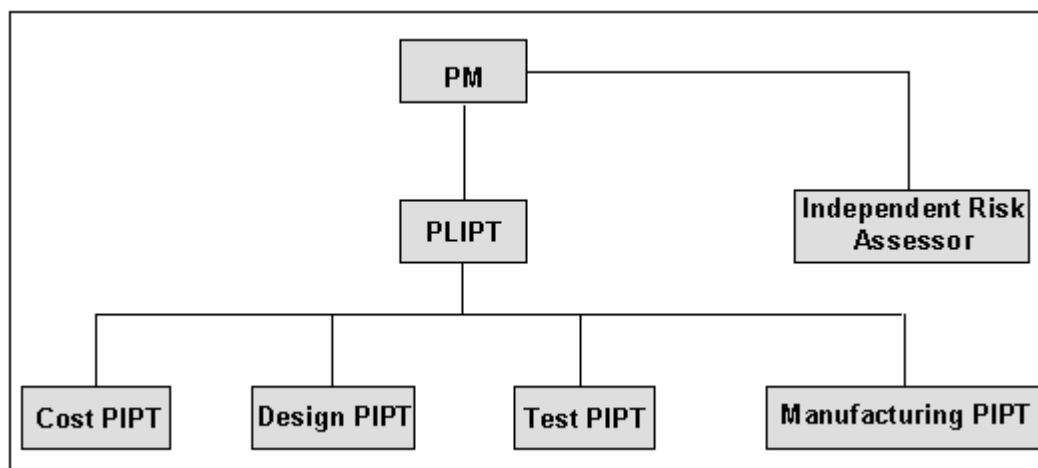 PM
PLIPT
Independent Risk
Assessor
Cost PIPT
Design PIPT
Test PIPT
Manufacturing PIPT